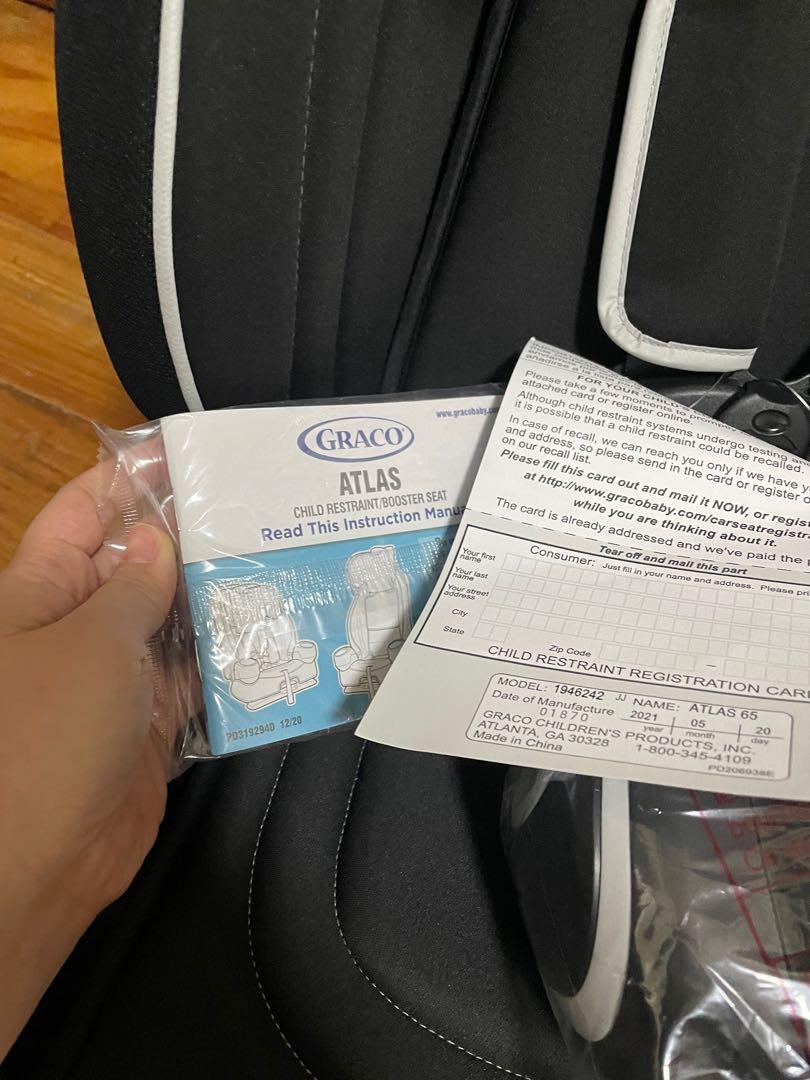 GRACO
www.gracobaby.
ATLAS
CHILD RESTRAINT/BOOSTER SEAT
Read This Instruction
PD319294D 12/20
FOR YOUR CHILD'S
Please take a few moments to promptly
attached card or register online.
Although child restraint systems undergo testing
it is possible that a child restraint could be recalled
In case of recall, we can reach you only if we have
and address, so please send in the card or register
on our recall list.
Please fill this card out and mail it NOW, or
at http://www.gracobaby.com/
while you are thinking about it.
The card is already addressed and we've paid the
Tear off and mail this part
Consumer: Just fill in your name and address. Please
Your first
name
Your last
name
Your street
address
City
State
Zip Code
CHILD RESTRAINT REGISTRATION
MODEL: 1946242 JJ NAME: ATLAS 65
Date of Manufacture 2021 05 20
01870 year month day
GRACO CHILDREN'S PRODUCTS, INC.
ATLANTA, GA 30328 1-800-345-4109
Made in China
PD206938E